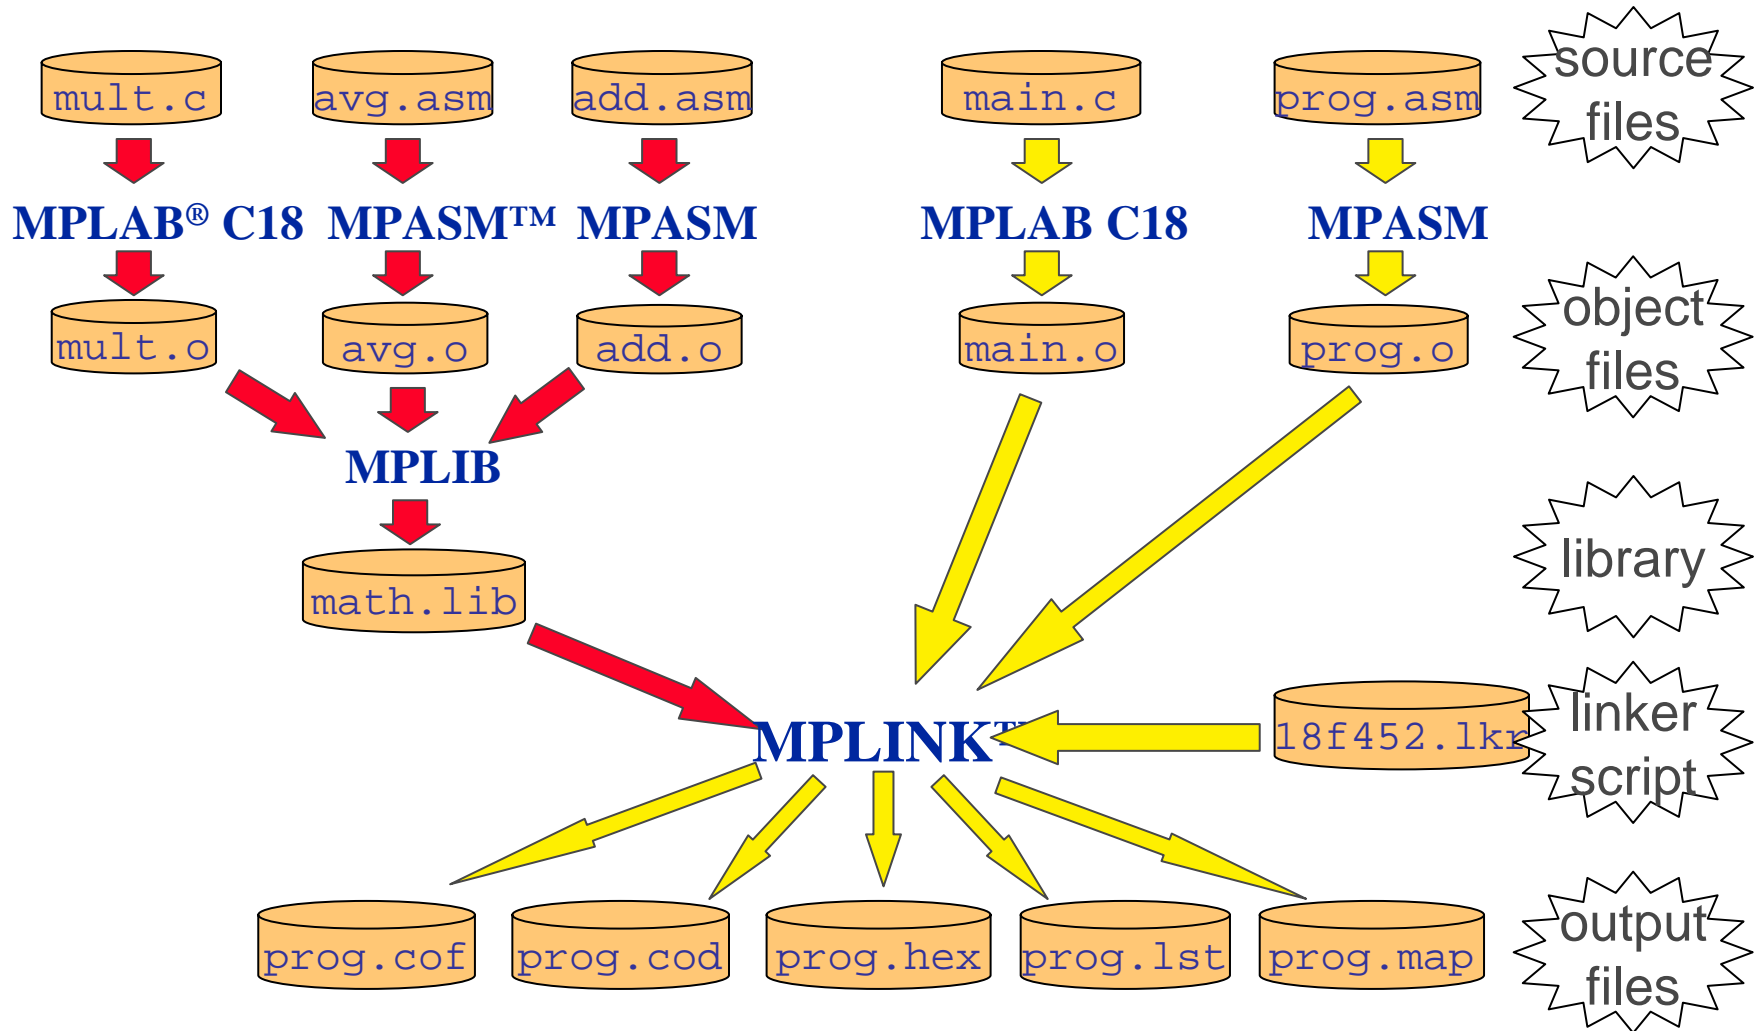 mult.c avg.asm add.asm main.c prog.asm
source
files
MPLAB® C18 MPASM™ MPASM MPLAB C18 MPASM
mult.o avg.o add.o main.o prog.o
object
files
MPLIB
math.lib
library
MPLINK™
18f452.lkr
linker
script
prog.cof prog.cod prog.hex prog.lst prog.map
output
files